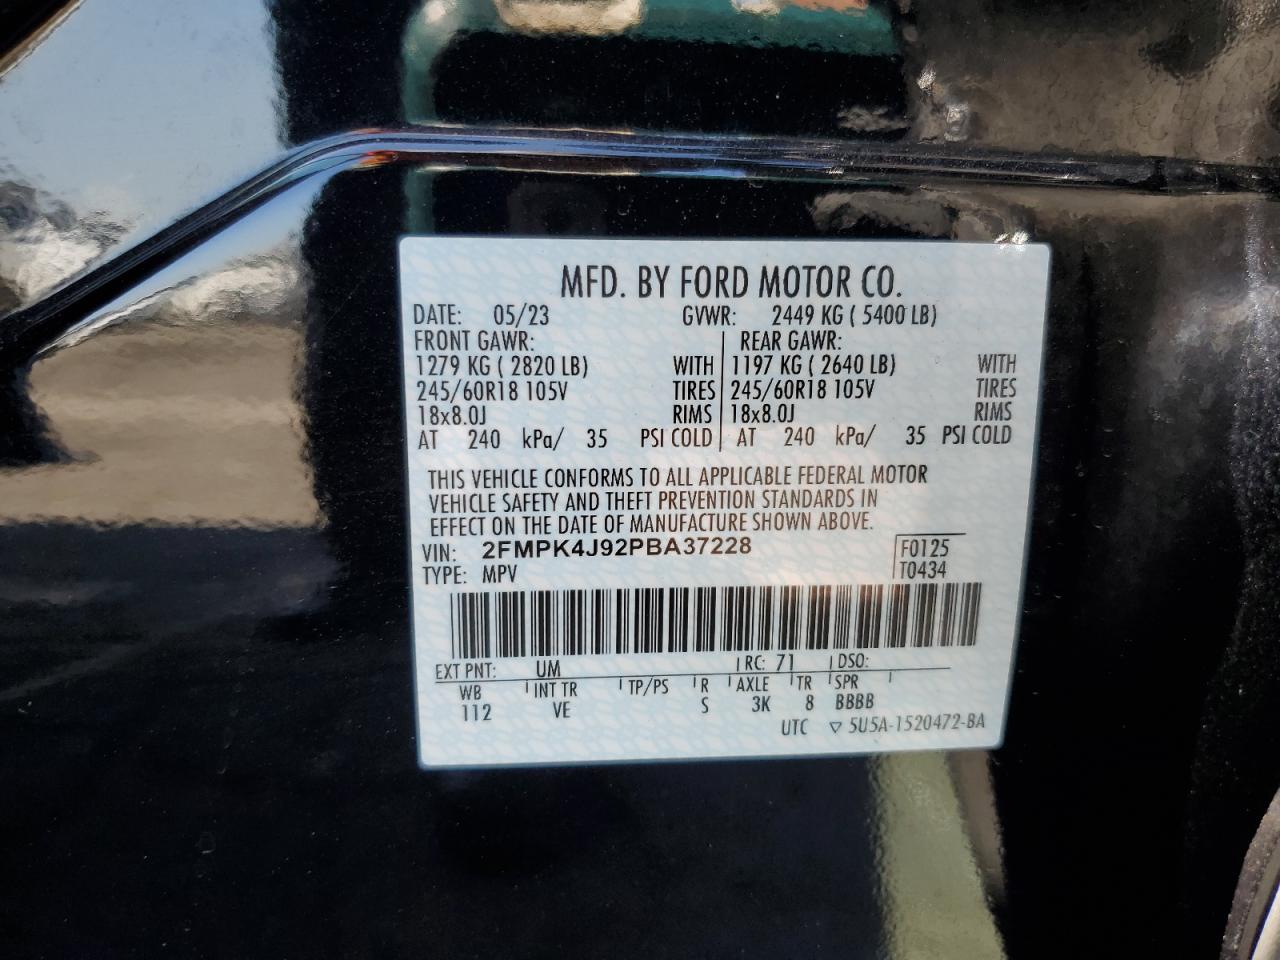 MFD. BY FORD MOTOR CO.
DATE: 05/23 GVWR: 2449 KG ( 5400 LB)
FRONT GAWR: REAR GAWR:
1279 KG ( 2820 LB) WITH 1197 KG ( 2640 LB) WITH
245/60R18 105V TIRES 245/60R18 105V TIRES
18x8.0J RIMS 18x8.0J RIMS
AT 240 kPa/ 35 PSI COLD AT 240 kPa/ 35 PSI COLD
THIS VEHICLE CONFORMS TO ALL APPLICABLE FEDERAL MOTOR
VEHICLE SAFETY AND THEFT PREVENTION STANDARDS IN
EFFECT ON THE DATE OF MANUFACTURE SHOWN ABOVE.
VIN: 2FMPK4J92PBA37228 F0125
TYPE: MPV T0434
EXT PNT: UM RC: 71 DSO:
WB INT TR TP/PS R AXLE TR SPR
112 VE S 3K 8 BBBB
UTC ▽ 5U5A-1520472-BA